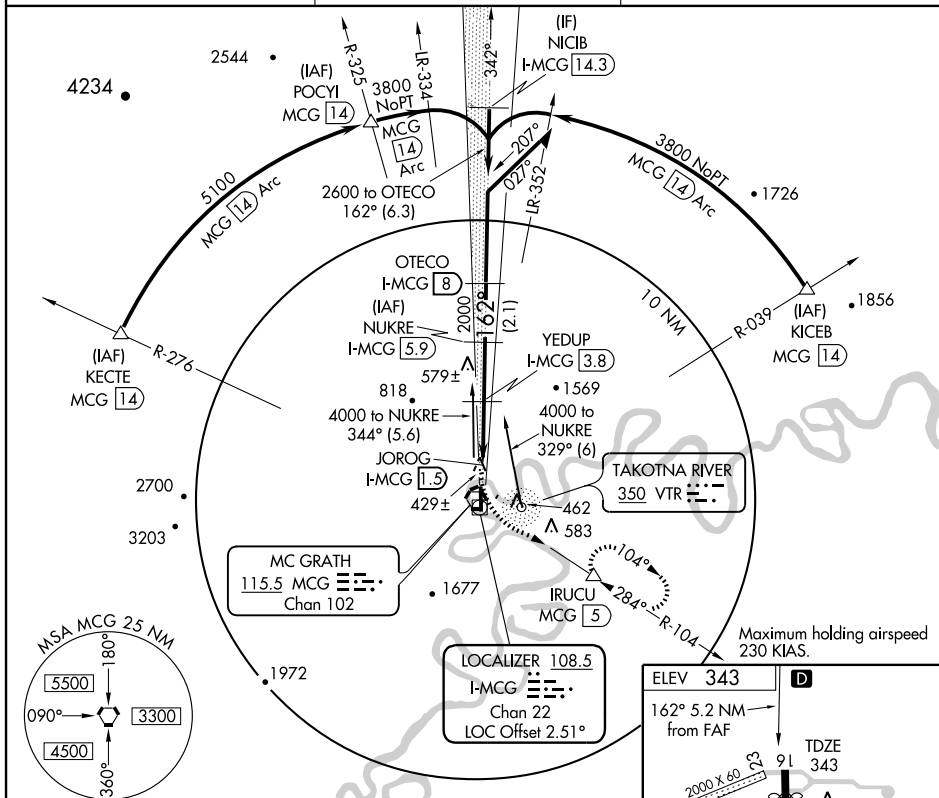 2544
4234
(IAF)
POCYI
MCG 14
R-325
3800
NoPT
MCG
14
Arc
LR-334
342°
(IF)
NICIB
I-MCG 14.3
207°
027°
LR-352
3800 NoPT
MCG 14 Arc
1726
5100
MCG 14 Arc
2600 to OTECO
162° (6.3)
OTECO
I-MCG 8
2000
162°
(2.1)
10 NM
(IAF)
NUKRE
I-MCG 5.9
R-039
(IAF)
KICEB
MCG 14
1856
(IAF)
KECTE
MCG 14
R-276
579±
YEDUP
I-MCG 3.8
818
1569
4000 to NUKRE
344° (5.6)
4000 to
NUKRE
329° (6)
JOROG
I-MCG 1.5
429±
TAKOTNA RIVER
350 VTR
462
583
2700
3203
MC GRATH
115.5 MCG
Chan 102
1677
104°
284°
R-104
IRUCU
MCG 5
Maximum holding airspeed
230 KIAS.
1972
LOCALIZER 108.5
I-MCG
Chan 22
LOC Offset 2.51°
MSA MCG 25 NM
180°
5500
090°
3300
4500
360°
ELEV 343
D
162° 5.2 NM
from FAF
TDZE
343
16
23
2000 X 60